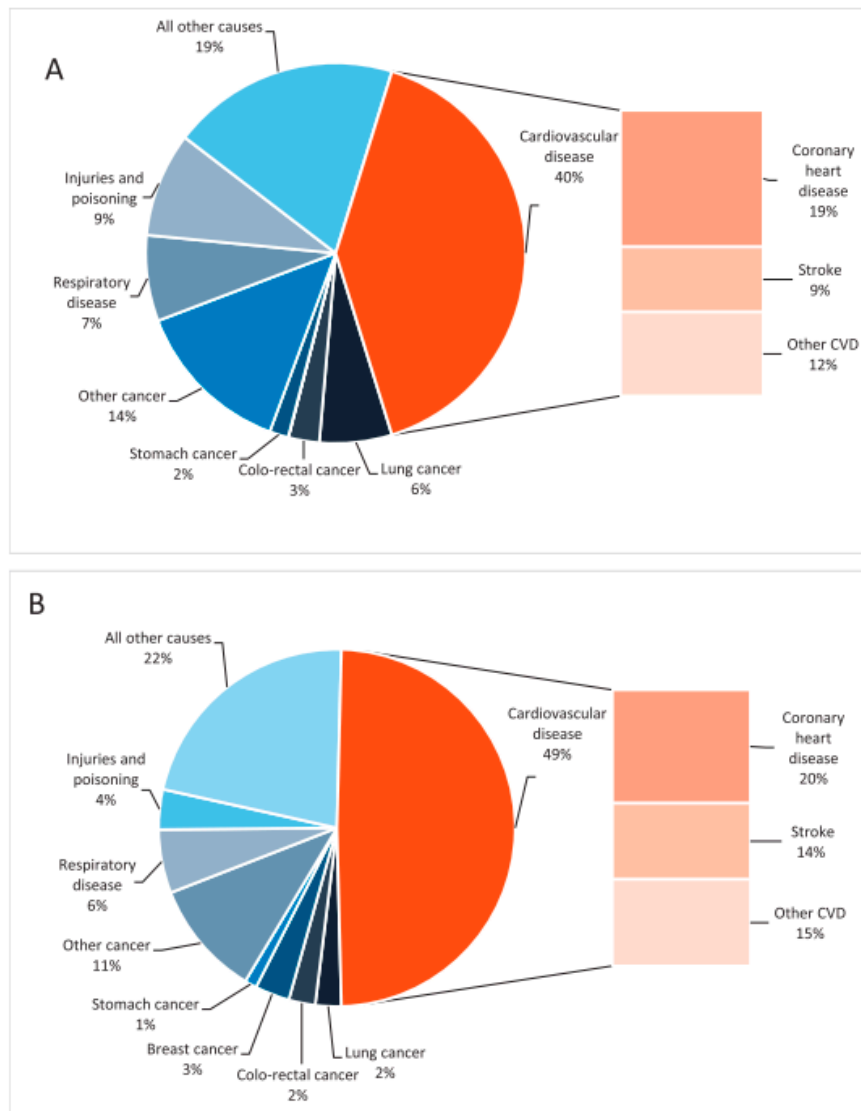 A
All other causes
19%
Injuries and
poisoning
9%
Respiratory
disease
7%
Other cancer
14%
Stomach cancer
2%
Colo-rectal cancer
3%
Lung cancer
6%
Cardiovascular
disease
40%
Coronary
heart
disease
19%
Stroke
9%
Other CVD
12%
B
All other causes
22%
Injuries and
poisoning
4%
Respiratory
disease
6%
Other cancer
11%
Stomach cancer
1%
Breast cancer
3%
Colo-rectal cancer
2%
Lung cancer
2%
Cardiovascular
disease
49%
Coronary
heart
disease
20%
Stroke
14%
Other CVD
15%